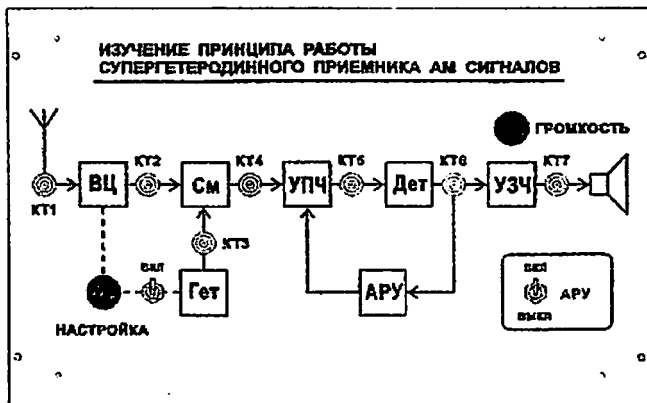 ИЗУЧЕНИЕ ПРИНЦИПА РАБОТЫ
СУПЕРГЕТЕРОДИННОГО ПРИЕМНИКА АМ СИГНАЛОВ
ГРОМКОСТЬ
КТ2 КТ4 КТ5 КТ6 КТ7
ВЦ См УПЧ Дет УЗЧ
КТ1
КТ3
ВКЛ
Гет АРУ
НАСТРОЙКА
ВКЛ
АРУ
ВЫКЛ